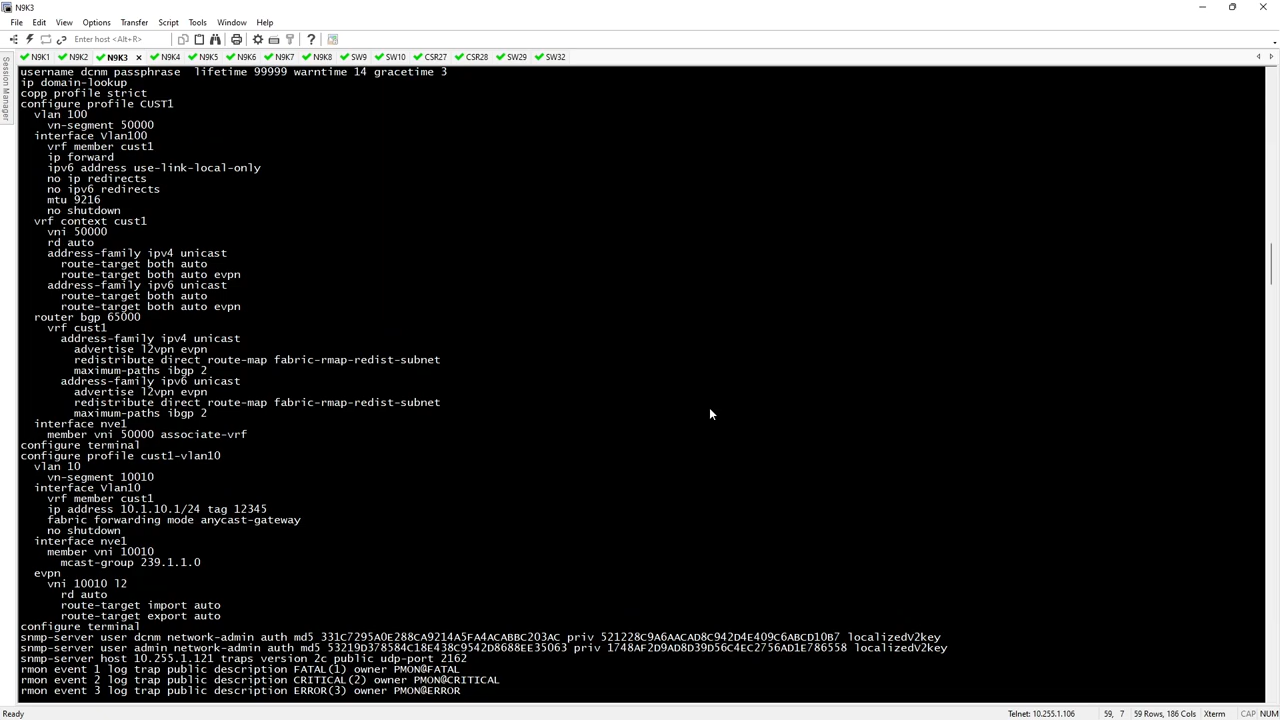 N9K3
File Edit View Options Transfer Script Tools Window Help
Enter host <Alt+R>
Session Manager
N9K1 N9K2 N9K3 × N9K4 N9K5 N9K6 N9K7 N9K8 SW9 SW10 CSR27 CSR28 SW29 SW32
username dcnm passphrase  lifetime 99999 warntime 14 gracetime 3
ip domain-lookup
copp profile strict
configure profile CUST1
  vlan 100
    vn-segment 50000
  interface Vlan100
    vrf member cust1
    ip forward
    ipv6 address use-link-local-only
    no ip redirects
    no ipv6 redirects
    mtu 9216
    no shutdown
  vrf context cust1
    vni 50000
    rd auto
    address-family ipv4 unicast
      route-target both auto
      route-target both auto evpn
    address-family ipv6 unicast
      route-target both auto
      route-target both auto evpn
  router bgp 65000
    vrf cust1
      address-family ipv4 unicast
        advertise l2vpn evpn
        redistribute direct route-map fabric-rmap-redist-subnet
        maximum-paths ibgp 2
      address-family ipv6 unicast
        advertise l2vpn evpn
        redistribute direct route-map fabric-rmap-redist-subnet
        maximum-paths ibgp 2
  interface nve1
    member vni 50000 associate-vrf
configure terminal
configure profile cust1-vlan10
  vlan 10
    vn-segment 10010
  interface Vlan10
    vrf member cust1
    ip address 10.1.10.1/24 tag 12345
    fabric forwarding mode anycast-gateway
    no shutdown
  interface nve1
    member vni 10010
      mcast-group 239.1.1.0
  evpn
    vni 10010 l2
      rd auto
      route-target import auto
      route-target export auto
configure terminal
snmp-server user dcnm network-admin auth md5 331C7295A0E288CA9214A5FA4ACABBC203AC priv 521228C9A6AACAD8C942D4E409C6ABCD10B7 localizedV2key
snmp-server user admin network-admin auth md5 53219D378584C18E438C9542D8688EE35063 priv 1748AF2D9AD8D39D56C4EC2756AD1E786558 localizedV2key
snmp-server host 10.255.1.121 traps version 2c public udp-port 2162
rmon event 1 log trap public description FATAL(1) owner PMON@FATAL
rmon event 2 log trap public description CRITICAL(2) owner PMON@CRITICAL
rmon event 3 log trap public description ERROR(3) owner PMON@ERROR
Ready Telnet: 10.255.1.106 59, 7 59 Rows, 186 Cols Xterm CAP NUM